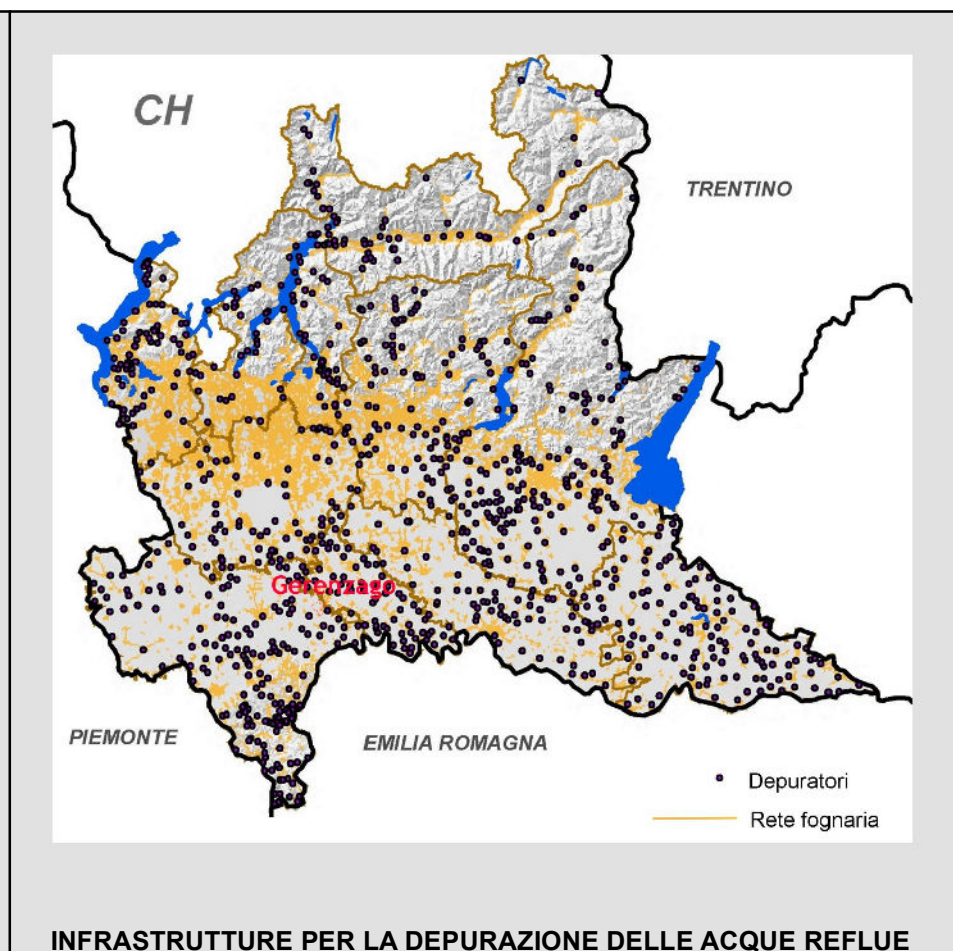 CH
TRENTINO
Gerenzago
PIEMONTE
EMILIA ROMAGNA
Depuratori
Rete fognaria
INFRASTRUTTURE PER LA DEPURAZIONE DELLE ACQUE REFLUE